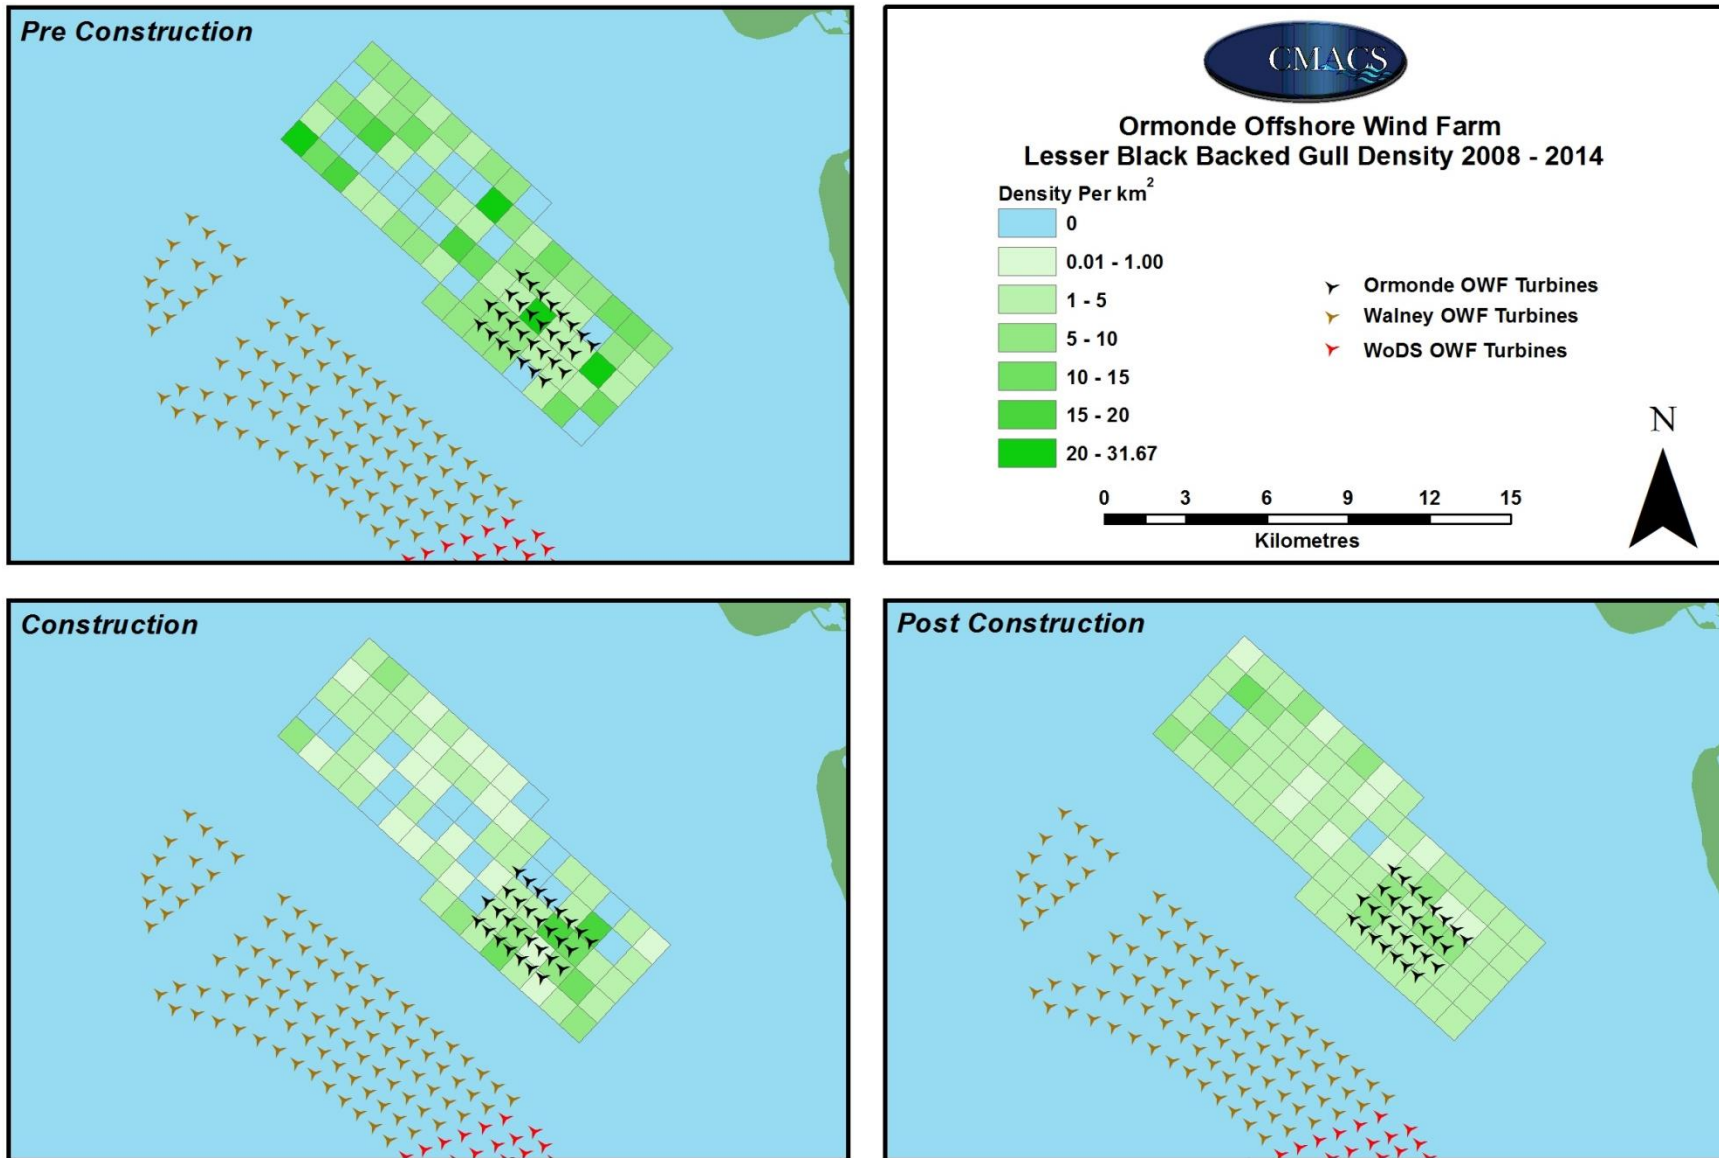 Pre Construction
CMACS
Ormonde Offshore Wind Farm
Lesser Black Backed Gull Density 2008 - 2014
Density Per km²
0
0.01 - 1.00
1 - 5
5 - 10
10 - 15
15 - 20
20 - 31.67
Ormonde OWF Turbines
Walney OWF Turbines
WoDS OWF Turbines
N
0 3 6 9 12 15
Kilometres
Construction
Post Construction